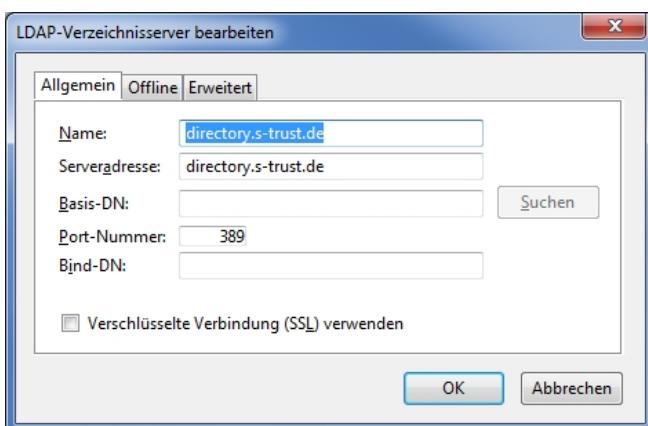 LDAP-Verzeichnisserver bearbeiten
Allgemein Offline Erweitert
Name: directory.s-trust.de
Serveradresse: directory.s-trust.de
Basis-DN: Suchen
Port-Nummer: 389
Bind-DN:
Verschlüsselte Verbindung (SSL) verwenden
OK Abbrechen